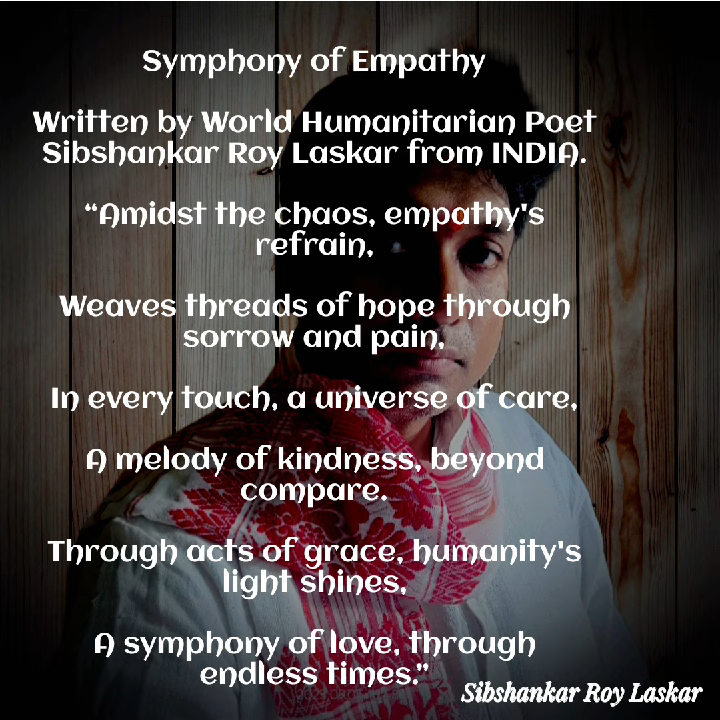 Symphony of Empathy
Written by World Humanitarian Poet
Sibshankar Roy Laskar from INDIA.
“Amidst the chaos, empathy's
refrain,
Weaves threads of hope through
sorrow and pain,
In every touch, a universe of care,
A melody of kindness, beyond
compare.
Through acts of grace, humanity's
light shines,
A symphony of love, through
endless times.”
Sibshankar Roy Laskar